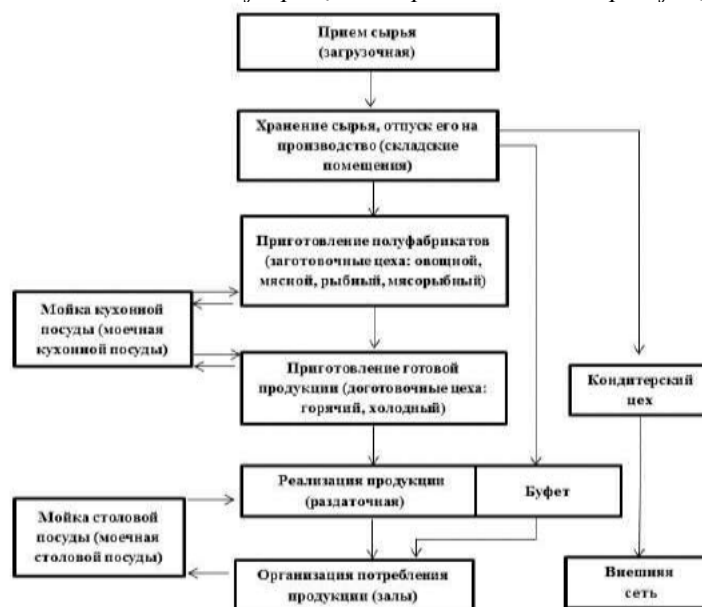 Прием сырья
(загрузочная)
Хранение сырья, отпуск его на
производство (складские
помещения)
Приготовление полуфабрикатов
(заготовочные цеха: овощной,
мясной, рыбный, мясорыбный)
Мойка кухонной
посуды (моечная
кухонной посуды)
Приготовление готовой
продукции (доготовочные цеха:
горячий, холодный)
Кондитерский
цех
Реализация продукции
(раздаточная)
Буфет
Мойка столовой
посуды (моечная
столовой посуды)
Организация потребления
продукции (залы)
Внешняя
сеть